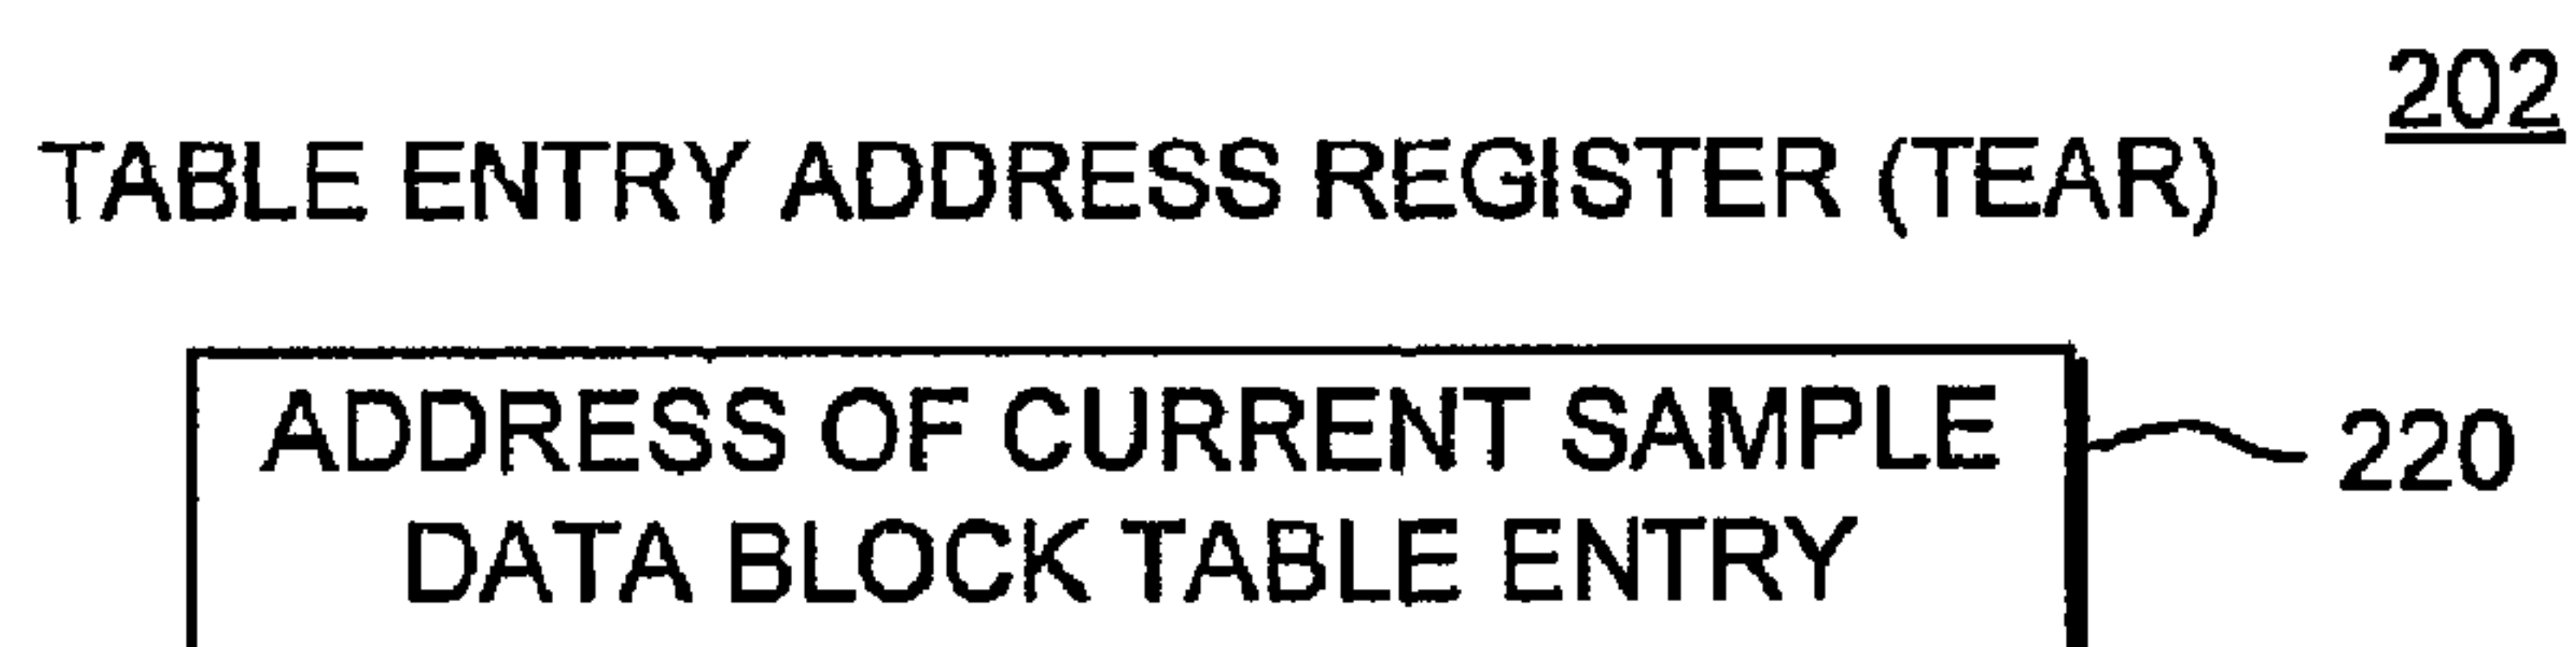 202
TABLE ENTRY ADDRESS REGISTER (TEAR)
ADDRESS OF CURRENT SAMPLE
220
DATA BLOCK TABLE ENTRY